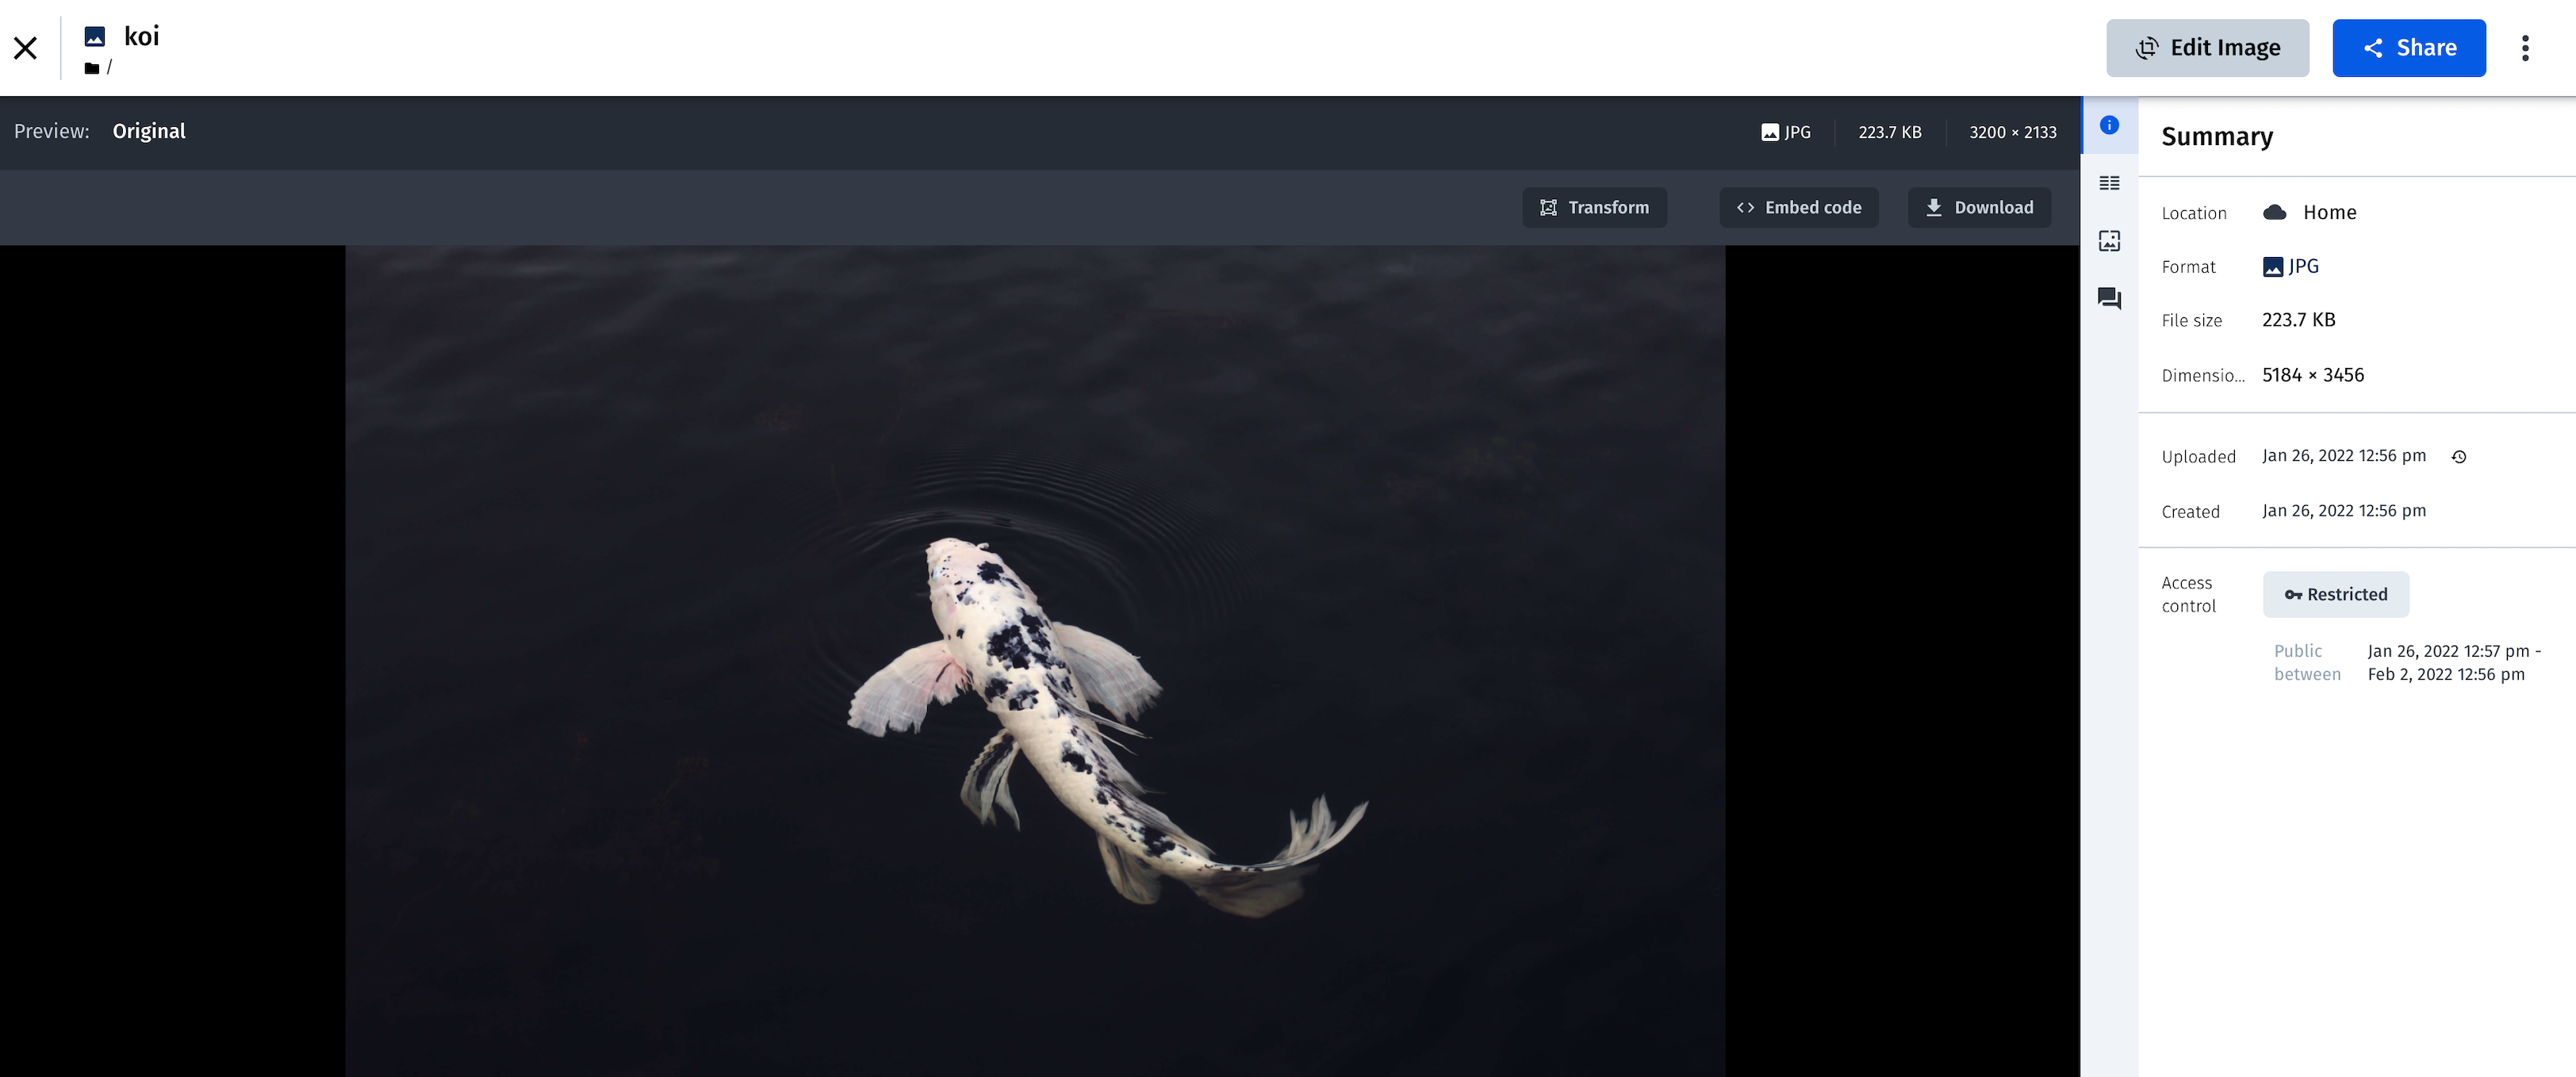 koi
/
Edit Image
Share
Preview: Original
JPG
223.7 KB
3200 × 2133
Transform
Embed code
Download
Summary
Location Home
Format JPG
File size 223.7 KB
Dimensio... 5184 × 3456
Uploaded Jan 26, 2022 12:56 pm
Created Jan 26, 2022 12:56 pm
Access
control
Restricted
Public Jan 26, 2022 12:57 pm -
between Feb 2, 2022 12:56 pm